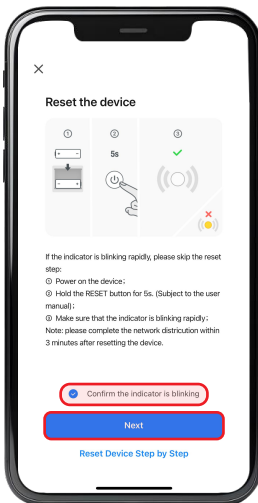 Reset the device
① ② ③
5s
If the indicator is blinking rapidly, please skip the reset
step:
① Power on the device;
② Hold the RESET button for 5s. (Subject to the user
manual);
③ Make sure that the indicator is blinking rapidly;
Note: please complete the network districution within
3 minutes after resetting the device.
Confirm the indicator is blinking
Next
Reset Device Step by Step